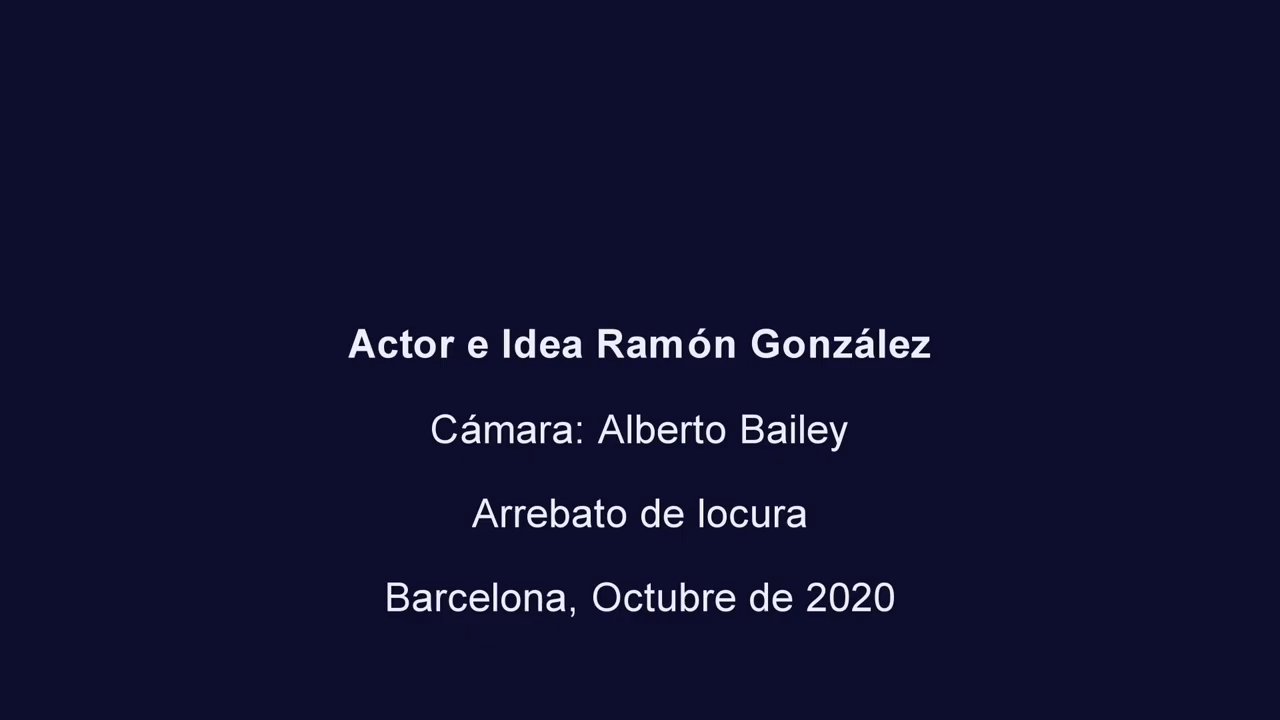 Actor e Idea Ramón González
Cámara: Alberto Bailey
Arrebato de locura
Barcelona, Octubre de 2020